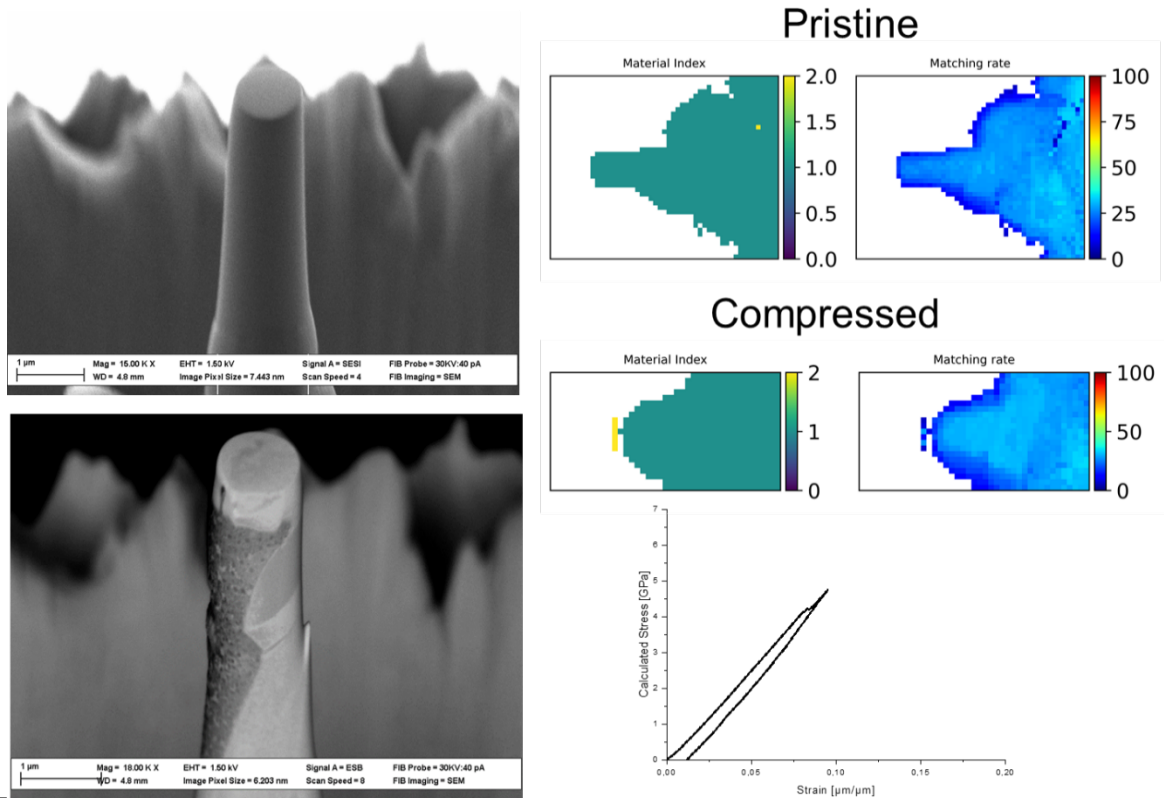 Pristine
Material Index
Matching rate
2.0
1.5
1.0
0.5
0.0
100
75
50
25
0
Compressed
Material Index
Matching rate
2
1
0
100
50
0
1 µm
Mag = 15.00 K X
EHT = 1.50 kV
Signal A = SESI
FIB Probe = 30KV:40 pA
WD = 4.8 mm
Image Pixel Size = 7.443 nm
Scan Speed = 4
FIB Imaging = SEM
1 µm
Mag = 18.00 K X
EHT = 1.50 kV
Signal A = ESB
FIB Probe = 30KV:40 pA
WD = 4.8 mm
Image Pixel Size = 6.203 nm
Scan Speed = 8
FIB Imaging = SEM
Calculated Stress [GPa]
7
6
5
4
3
2
1
0
0.00
0,05
0,10
0,15
0,20
Strain [µm/µm]